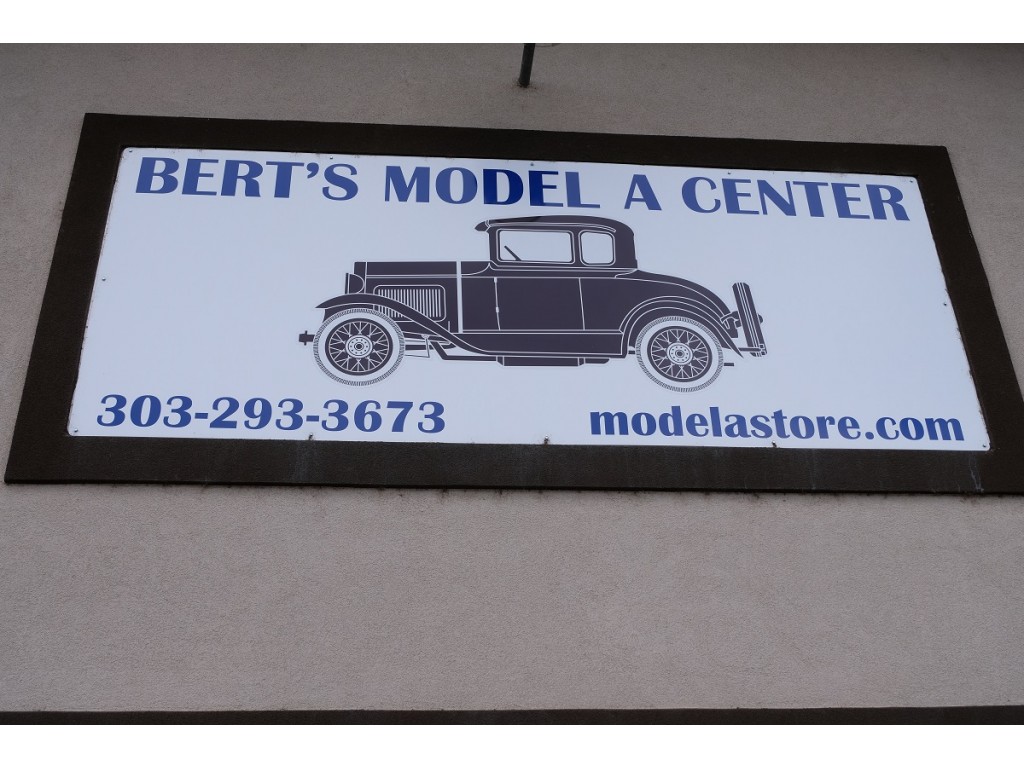 BERT'S MODEL A CENTER
303-293-3673 modelastore.com